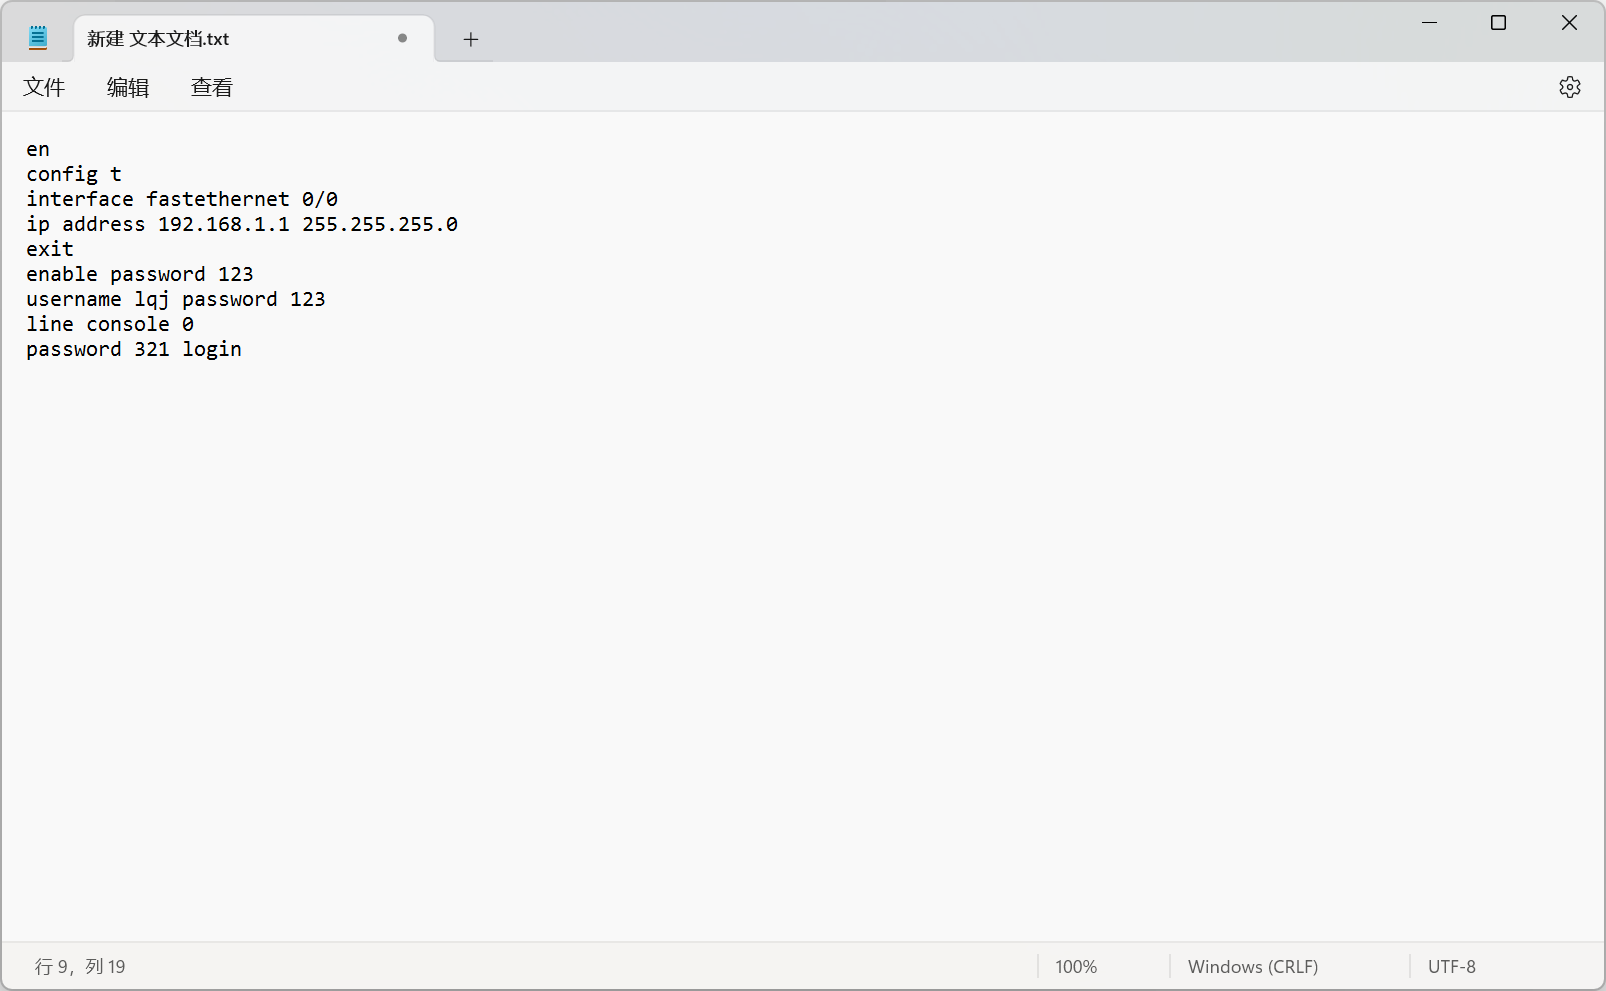 新建 文本文档.txt
文件 编辑 查看
en
config t
interface fastethernet 0/0
ip address 192.168.1.1 255.255.255.0
exit
enable password 123
username lqj password 123
line console 0
password 321 login
行 9，列 19 100% Windows (CRLF) UTF-8